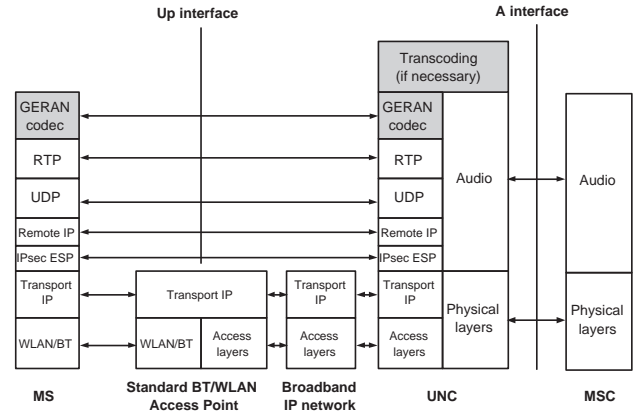 Up interface
A interface
Transcoding
(if necessary)
GERAN
codec
GERAN
codec
RTP
RTP
Audio
Audio
UDP
UDP
Remote IP
Remote IP
IPsec ESP
IPsec ESP
Transport
IP
Transport IP
Transport
IP
Transport
IP
Physical
layers
Physical
layers
WLAN/BT
WLAN/BT
Access
layers
Access
layers
Access
layers
MS
Standard BT/WLAN
Access Point
Broadband
IP network
UNC
MSC